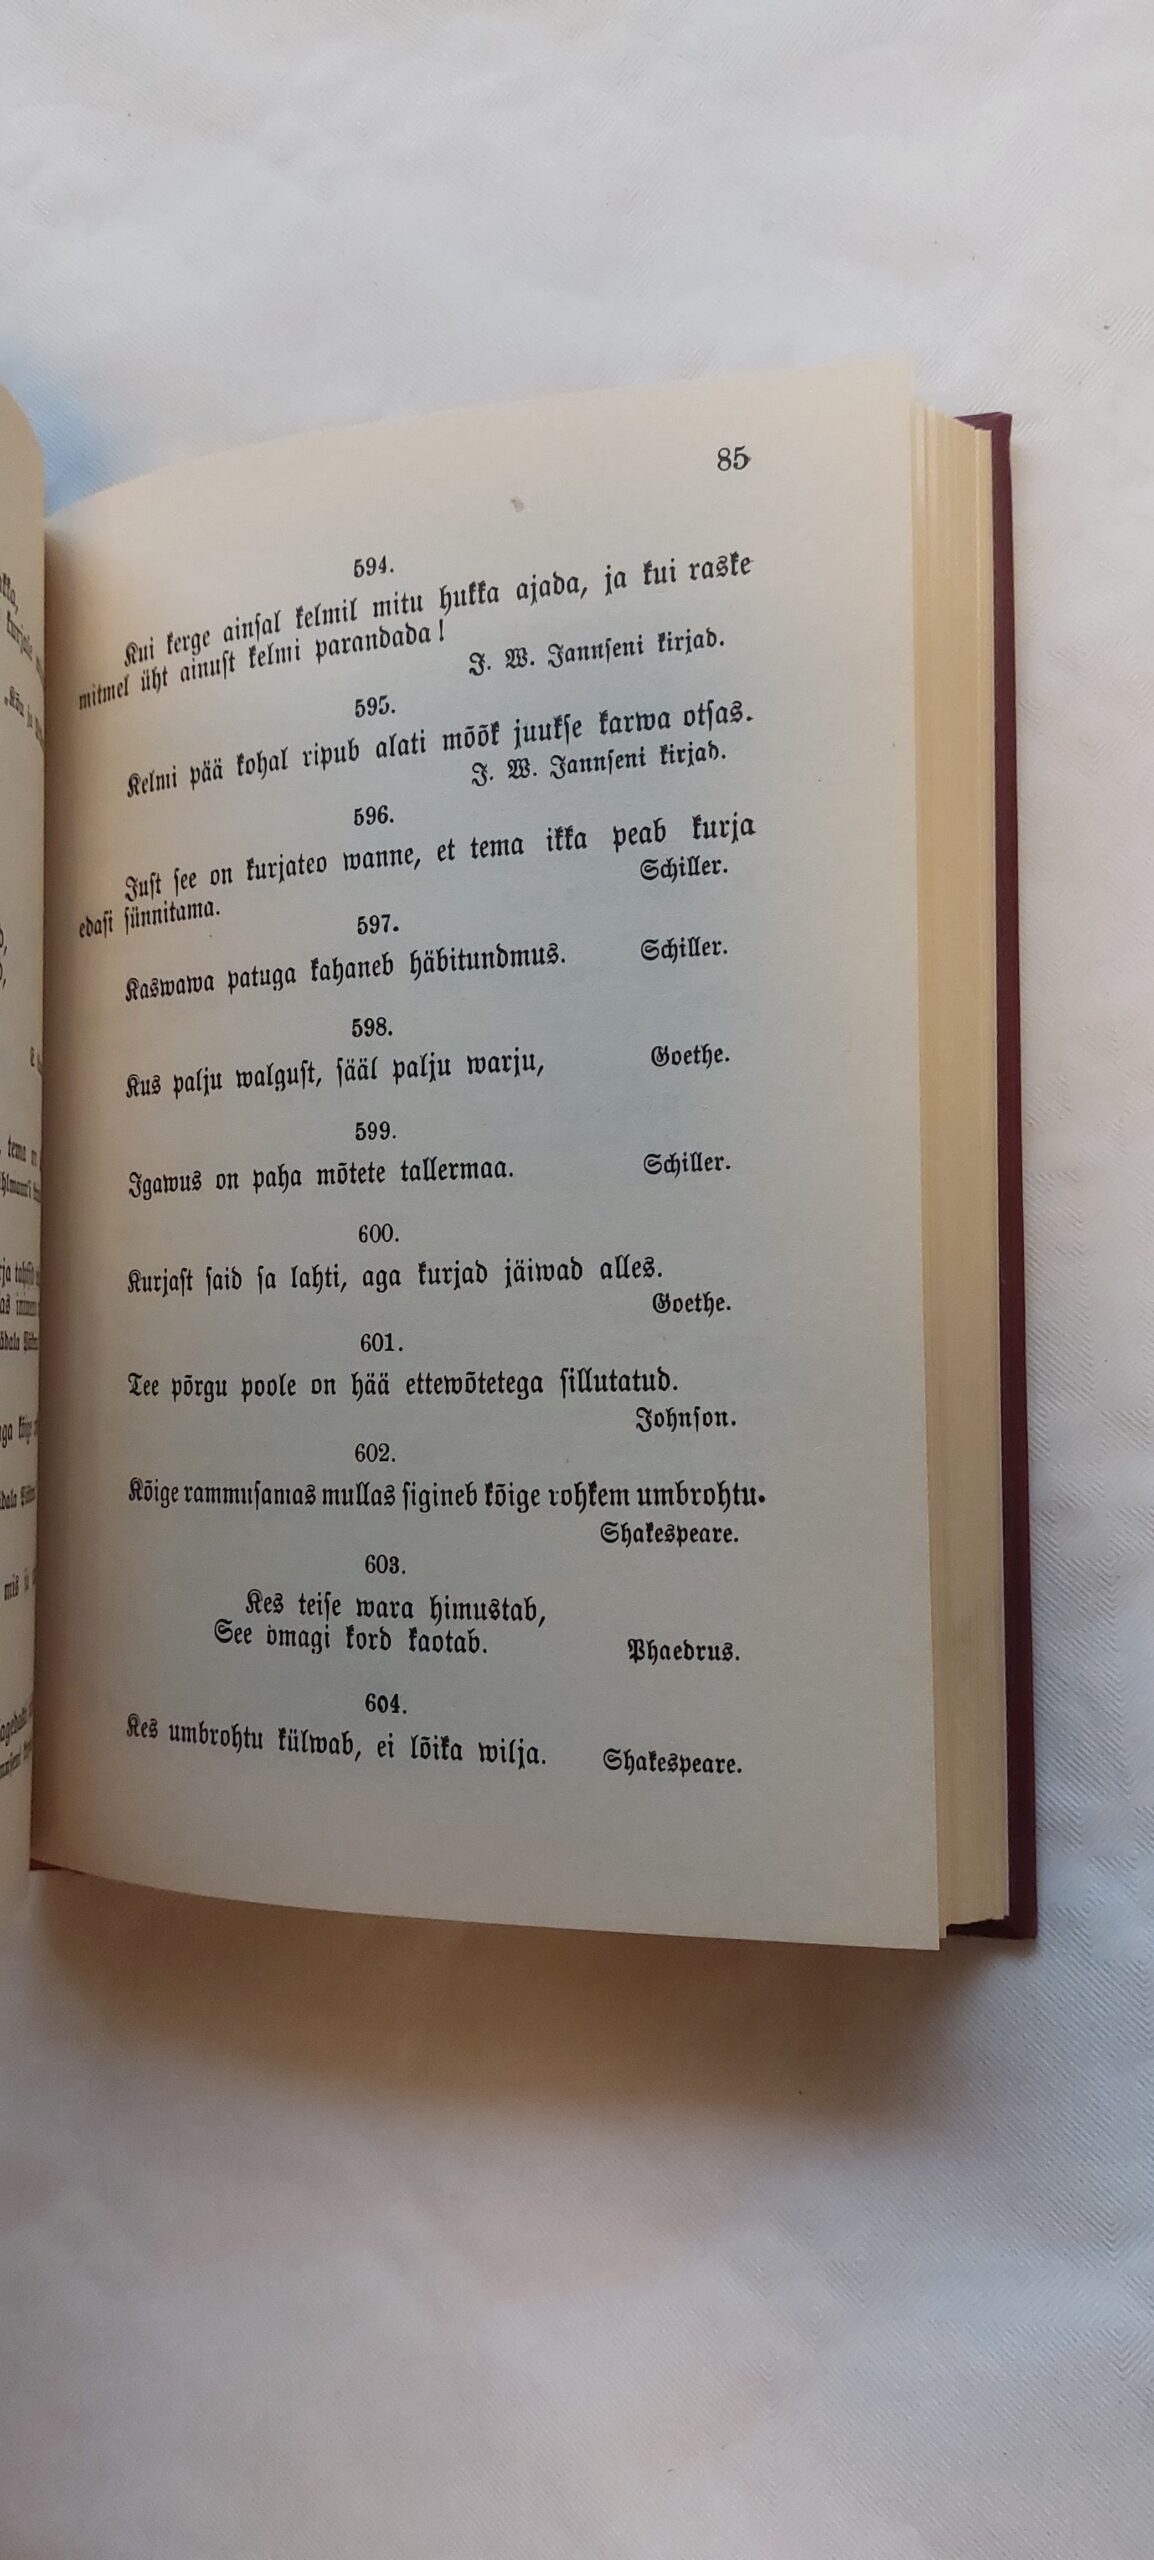 85
594.
Kui kerge ainsal kelmil mitu hukka ajada, ja kui raske
mitmel üht ainust kelmi parandada!
J. W. Jannseni kirjad.
595.
Kelmi pää kohal ripub alati mõõk juukse karwa otsas.
J. W. Jannseni kirjad.
596.
Just see on kurjateo wanne, et tema ikka peab kurja
edasi sünnitama.
Schiller.
597.
Kaswawa patuga kahaneb häbitundmus. Schiller.
598.
Kus palju walgust, sääl palju warju, Goethe.
599.
Igawus on paha mõtete tallermaa. Schiller.
600.
Kurjast said sa lahti, aga kurjad jäiwad alles.
Goethe.
601.
Tee põrgu poole on hää ettewõtetega sillutatud.
Johnson.
602.
Kõige rammusamas mullas sigineb kõige rohkem umbrohtu.
Shakespeare.
603.
Kes teise wara himustab,
See omagi kord kaotab. Phaedrus.
604.
Kes umbrohtu külwab, ei lõika wilja. Shakespeare.